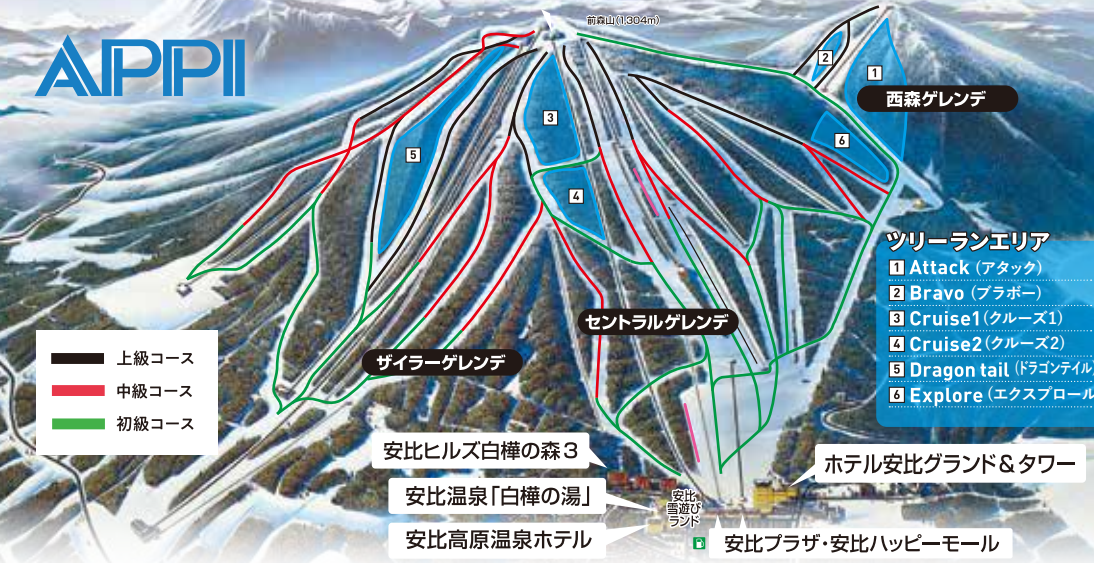 APPI
前森山(1304m)
2
1
西森ゲレンデ
3
6
5
4
ツリーランエリア
1 Attack (アタック)
2 Bravo (ブラボー)
3 Cruise1(クルーズ1)
4 Cruise2(クルーズ2)
5 Dragon tail (ドラゴンテイル)
6 Explore (エクスプロール
セントラルゲレンデ
ザイラーゲレンデ
上級コース
中級コース
初級コース
安比ヒルズ白樺の森3
安比温泉「白樺の湯」
安比高原温泉ホテル
安比
雪遊び
ランド
ホテル安比グランド&タワー
安比プラザ・安比ハッピーモール